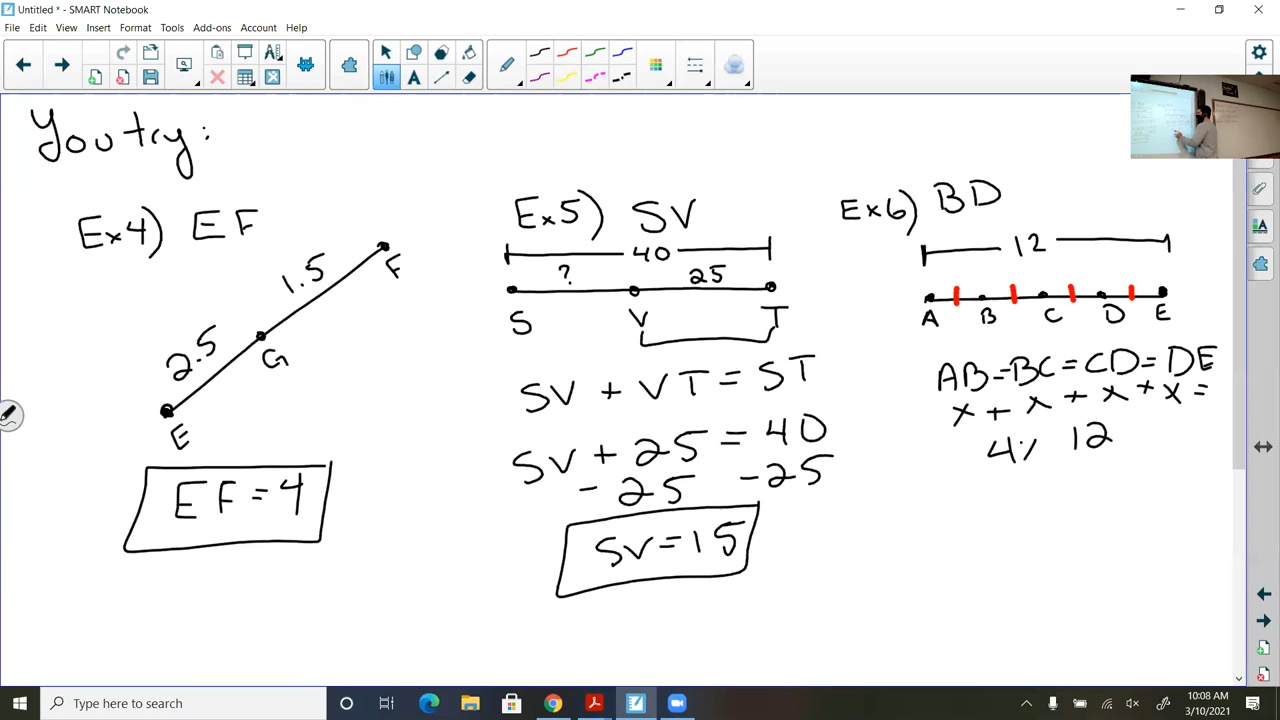 Untitled * - SMART Notebook
File Edit View Insert Format Tools Add-ons Account Help
You try:
Ex4) EF
1.5
F
2.5
G
E
EF = 4
Ex5) SV
40
? 25
S V T
SV + VT = ST
SV + 25 = 40
- 25 - 25
SV = 15
Ex6) BD
12
A B C D E
AB = BC = CD = DE
x + x + x + x =
4x 12
Type here to search
10:08 AM
3/10/2021